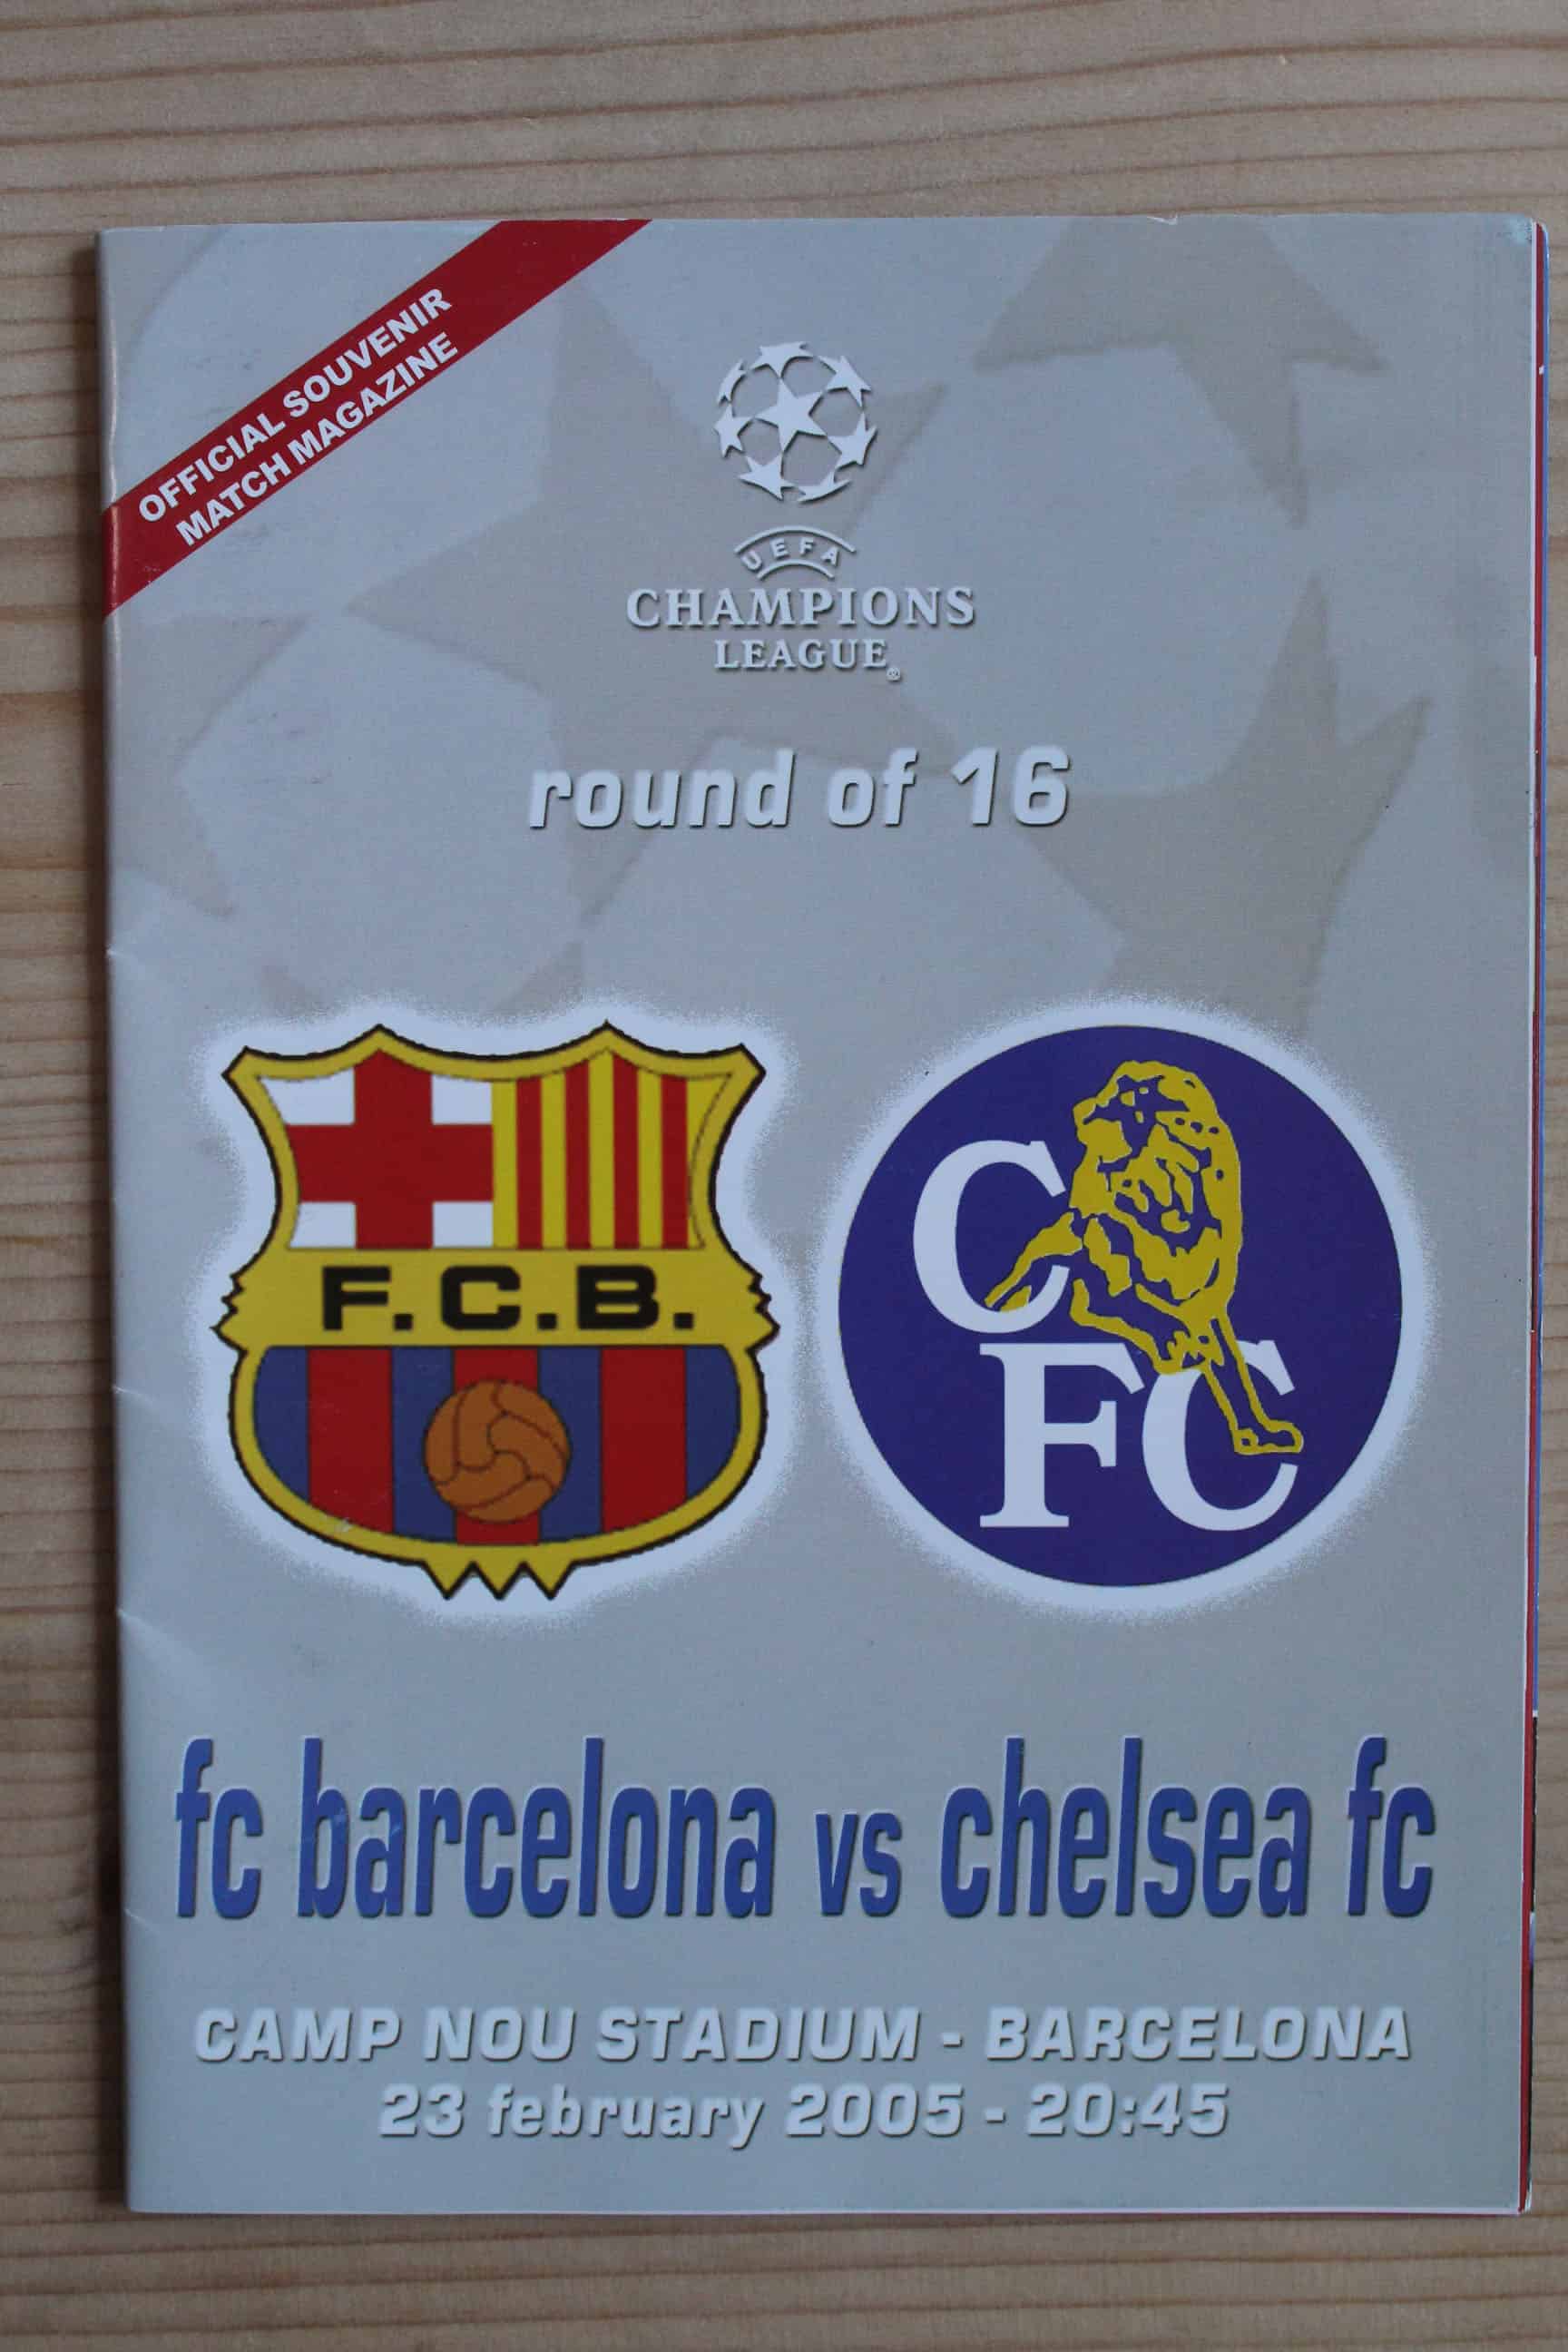 OFFICIAL SOUVENIR
MATCH MAGAZINE
UEFA
CHAMPIONS
LEAGUE®
round of 16
F.C.B.
C
FC
fc barcelona vs chelsea fc
CAMP NOU STADIUM - BARCELONA
23 february 2005 - 20:45